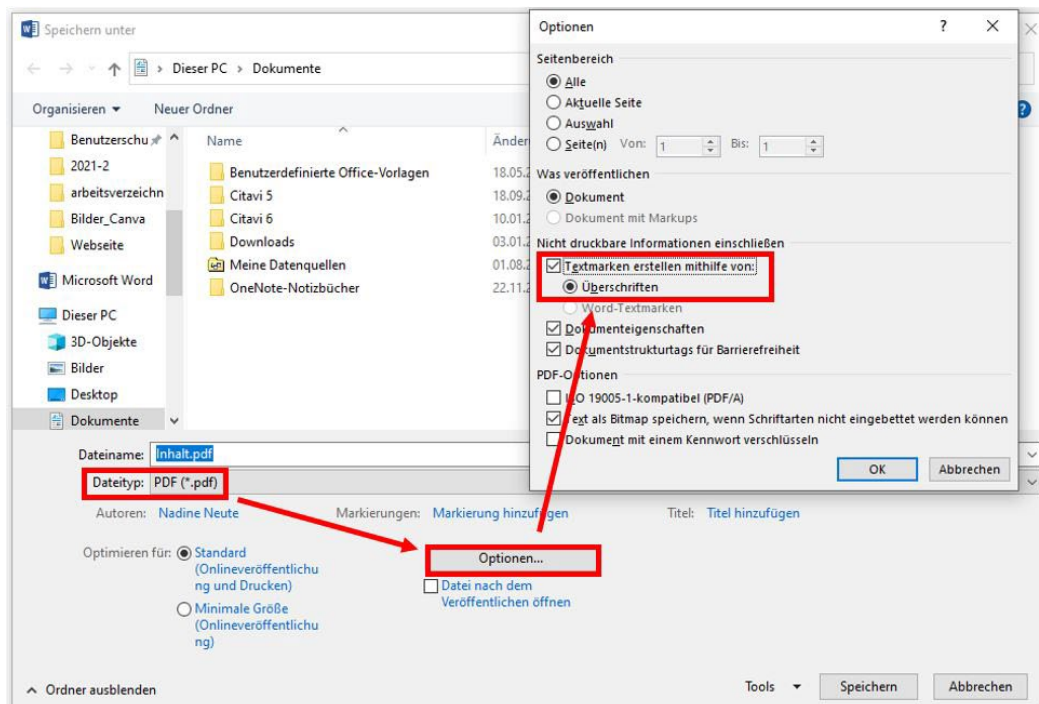 Speichern unter
Dieser PC > Dokumente
Organisieren
Neuer Ordner
Benutzerschu
2021-2
arbeitsverzeichn
Bilder_Canva
Webseite
Microsoft Word
Dieser PC
3D-Objekte
Bilder
Desktop
Dokumente
Name
Änder
Benutzerdefinierte Office-Vorlagen
18.05.2
Citavi 5
18.09.2
Citavi 6
10.01.2
Downloads
03.01.2
Meine Datenquellen
01.08.2
OneNote-Notizbücher
22.11.2
Dateiname: Inhalt.pdf
Dateityp: PDF (*.pdf)
Autoren: Nadine Neute
Markierungen: Markierung hinzufügen
Titel: Titel hinzufügen
Optimieren für:
Standard
(Onlineveröffentlichu
ng und Drucken)
Minimale Größe
(Onlineveröffentlichu
ng)
Optionen...
Datei nach dem
Veröffentlichen öffnen
Ordner ausblenden
Tools
Speichern
Abbrechen
Optionen
?
Seitenbereich
Alle
Aktuelle Seite
Auswahl
Seite(n) Von: 1 Bis: 1
Was veröffentlichen
Dokument
Dokument mit Markups
Nicht druckbare Informationen einschließen
Textmarken erstellen mithilfe von:
Überschriften
Word-Textmarken
Dokumenteigenschaften
Dokumentstrukturtags für Barrierefreiheit
PDF-Optionen
ISO 19005-1-kompatibel (PDF/A)
Text als Bitmap speichern, wenn Schriftarten nicht eingebettet werden können
Dokument mit einem Kennwort verschlüsseln
OK
Abbrechen